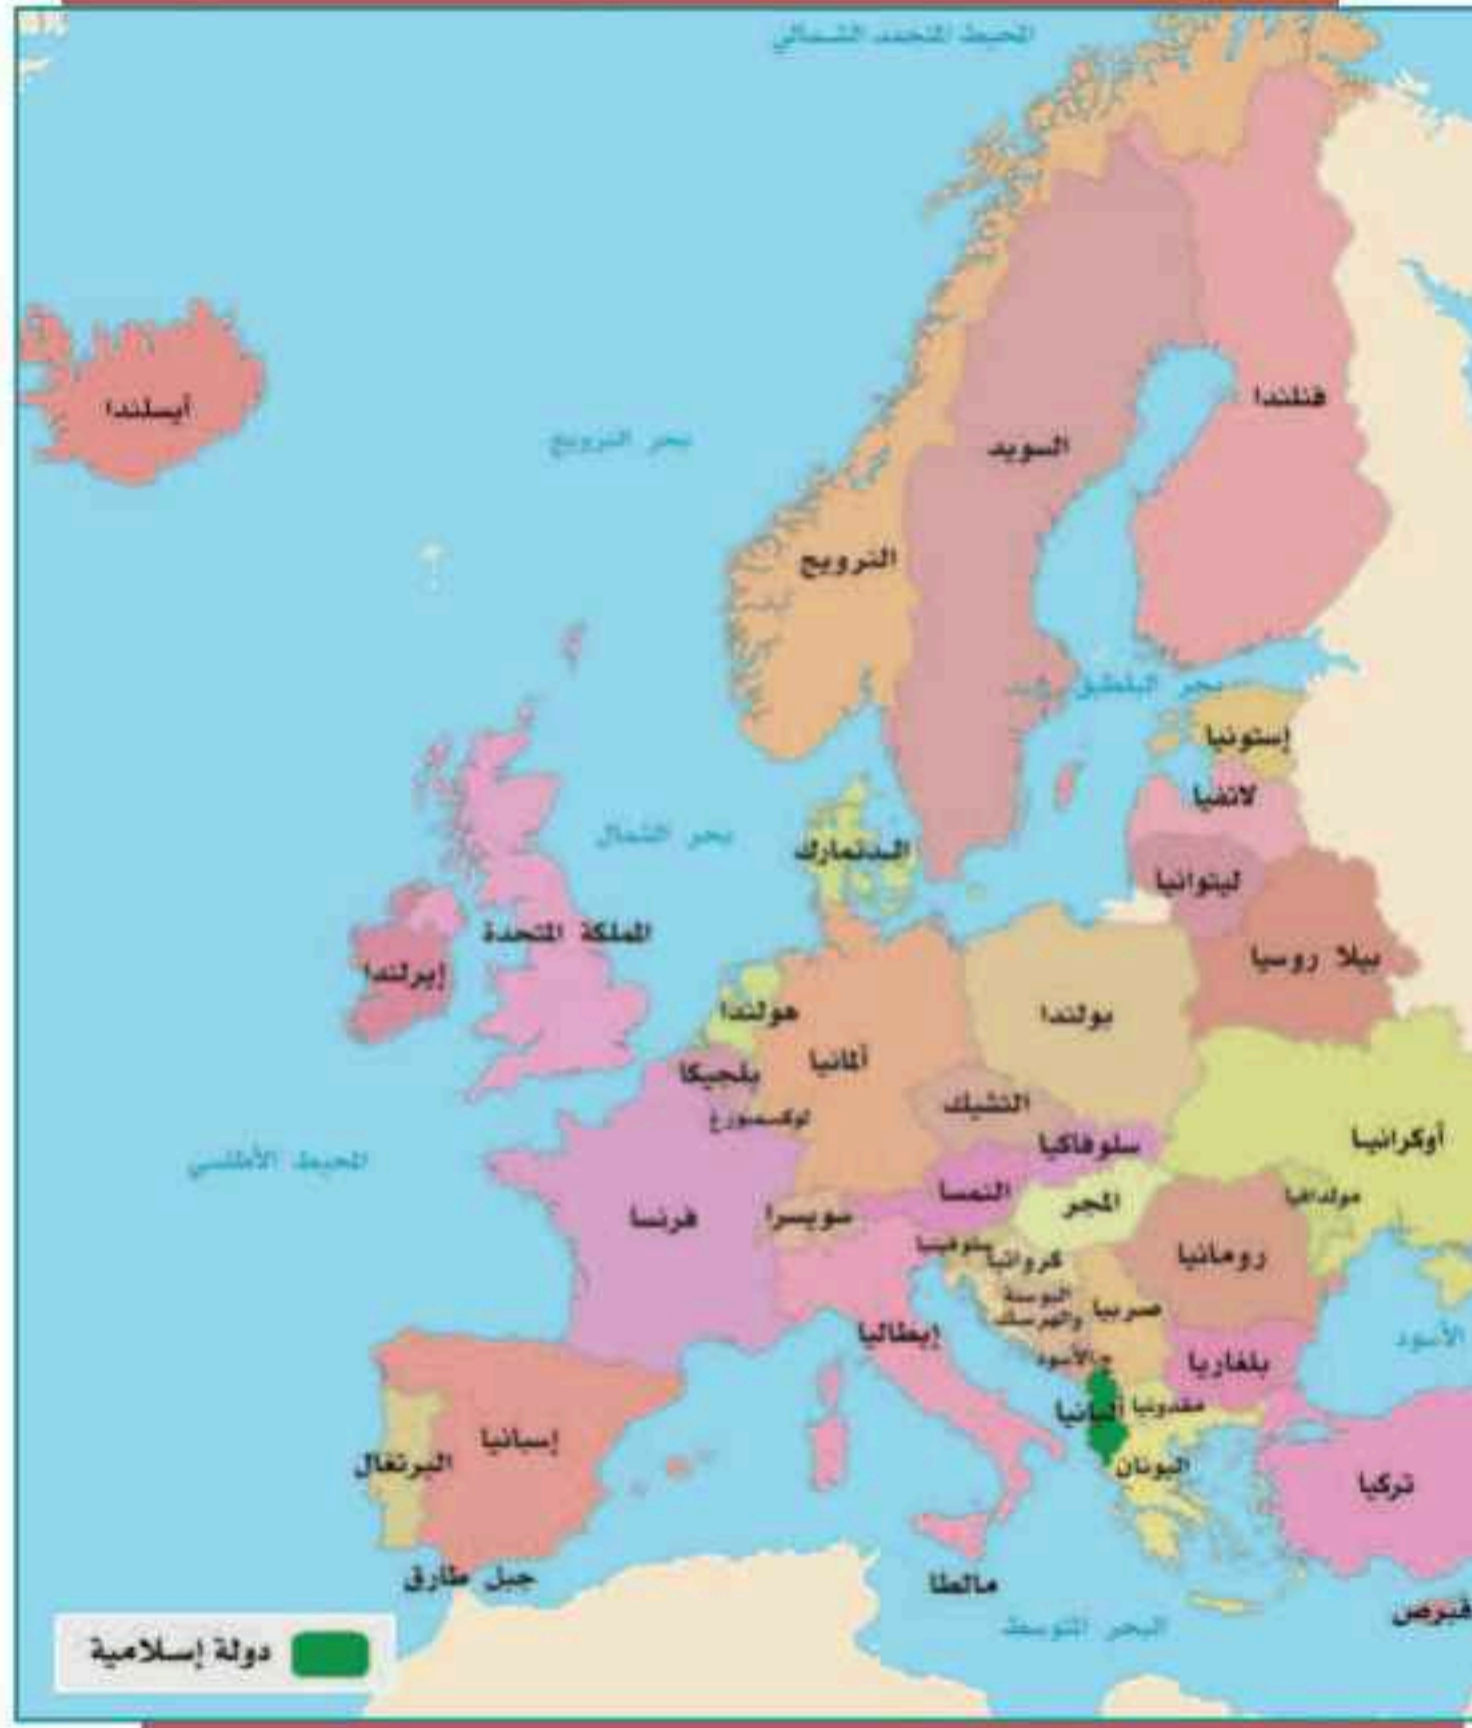 المحيط المتجمد الشمالي
أيسلندا
بحر النرويج
فنلندا
السويد
النرويج
بحر البلطيق
إستونيا
لاتفيا
بحر الشمال
الدنمارك
ليتوانيا
المملكة المتحدة
إيرلندا
بيلا روسيا
هولندا
بولندا
ألمانيا
بلجيكا
التشيك
لوكسمبورغ
أوكرانيا
سلوفاكيا
المحيط الأطلسي
النمسا
المجر
مولدافيا
فرنسا
سويسرا
سلوفينيا
كرواتيا
رومانيا
البوسنة
والهرسك
صربيا
إيطاليا
الأسود
ج.الأسود
بلغاريا
ألبانيا
مقدونيا
إسبانيا
البرتغال
اليونان
تركيا
جبل طارق
مالطا
قبرص
البحر المتوسط
دولة إسلامية